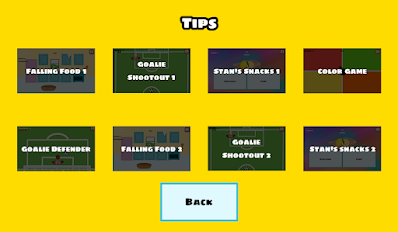 Tips
Falling Food 1
Goalie
Shootout 1
Stan's Snacks 1
Color Game
Goalie Defender
Falling Food 2
Goalie
Shootout 2
Stan's snacks 2
Back